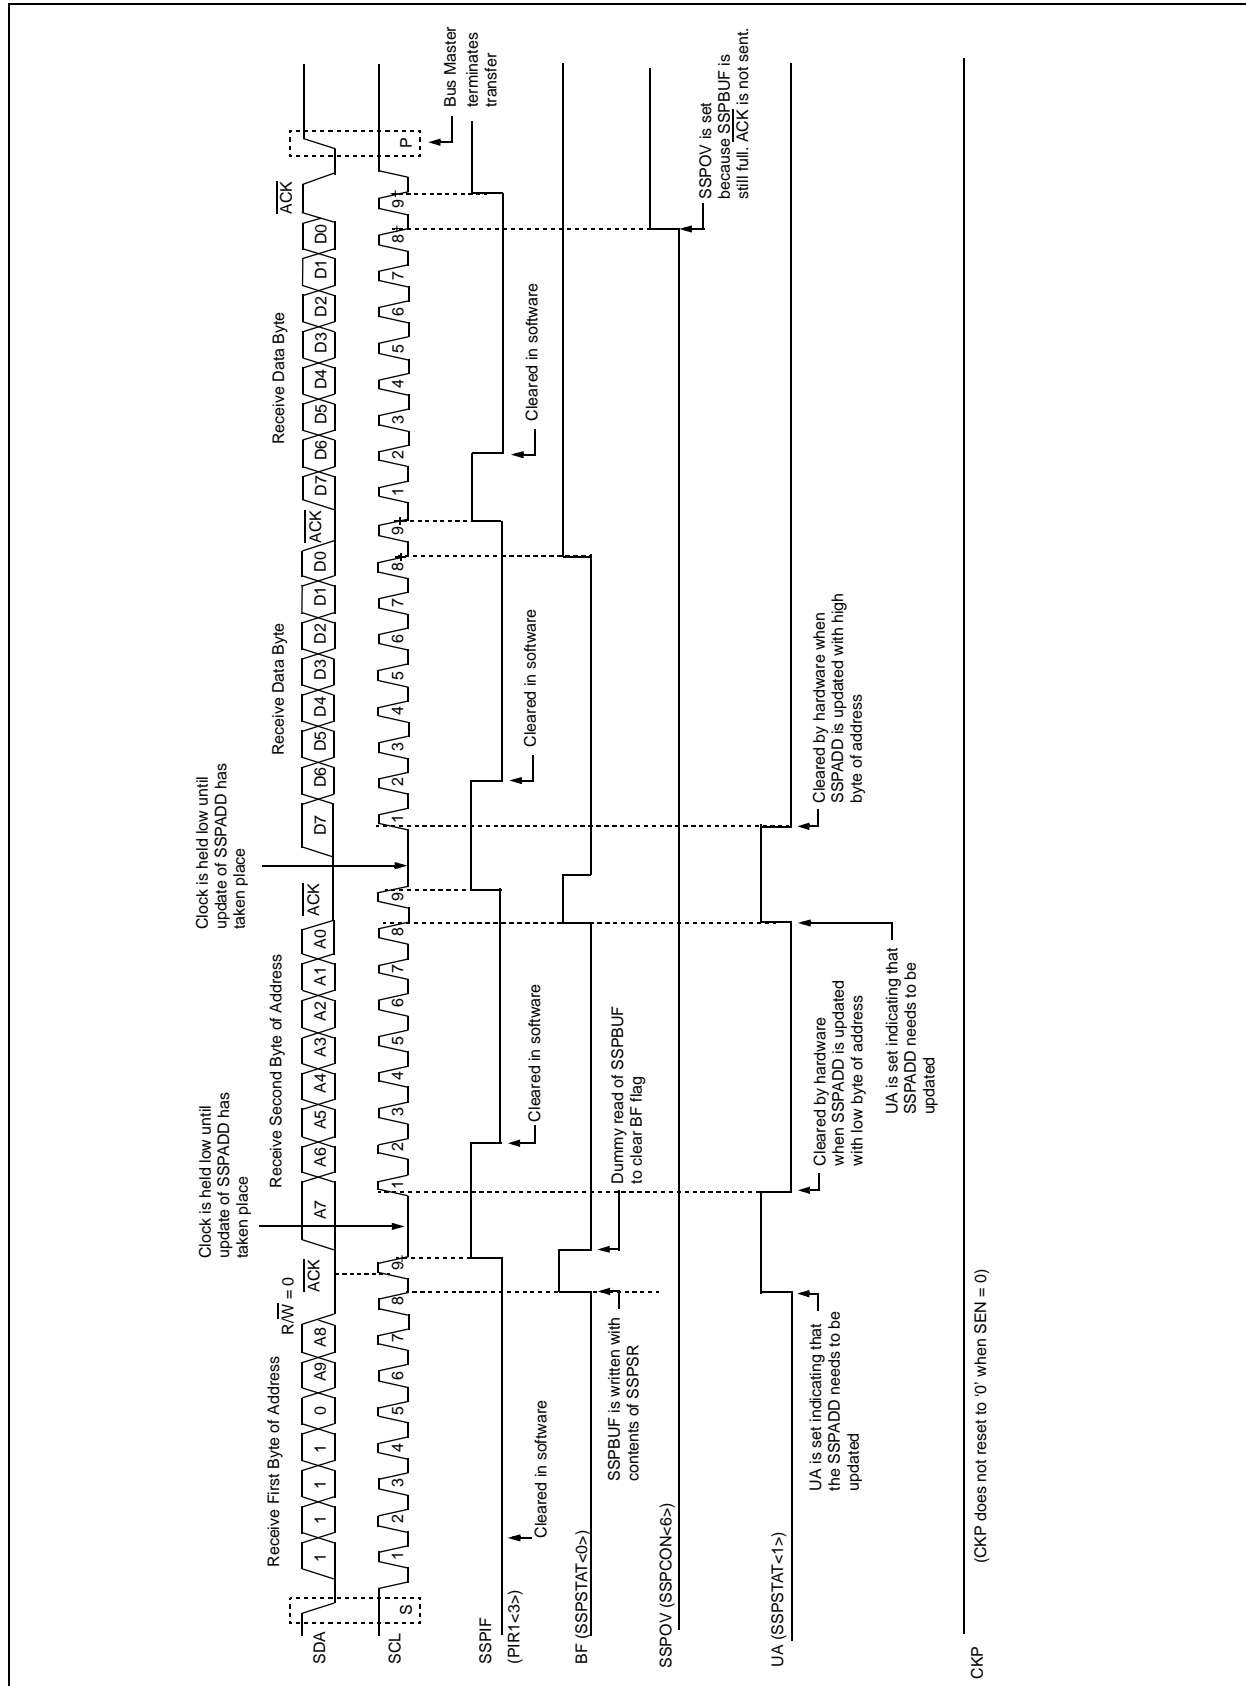 Receive First Byte of Address
R/W = 0
ACK
Clock is held low until
update of SSPADD has
taken place
Receive Second Byte of Address
ACK
Clock is held low until
update of SSPADD has
taken place
Receive Data Byte
ACK
Receive Data Byte
ACK
SDA
1 1 1 1 0 A9 A8
A7 A6 A5 A4 A3 A2 A1 A0
D7 D6 D5 D4 D3 D2 D1 D0
D7 D6 D5 D4 D3 D2 D1 D0
SCL
S
1 2 3 4 5 6 7 8 9
1 2 3 4 5 6 7 8 9
1 2 3 4 5 6 7 8 9
1 2 3 4 5 6 7 8 9
P
Bus Master
terminates
transfer
SSPIF
(PIR1<3>)
Cleared in software
Cleared in software
Cleared in software
Cleared in software
BF (SSPSTAT<0>)
SSPBUF is written with
contents of SSPSR
Dummy read of SSPBUF
to clear BF flag
SSPOV (SSPCON<6>)
SSPOV is set
because SSPBUF is
still full. ACK is not sent.
UA (SSPSTAT<1>)
UA is set indicating that
the SSPADD needs to be
updated
Cleared by hardware
when SSPADD is updated
with low byte of address
UA is set indicating that
SSPADD needs to be
updated
Cleared by hardware when
SSPADD is updated with high
byte of address
CKP
(CKP does not reset to ‘0’ when SEN = 0)